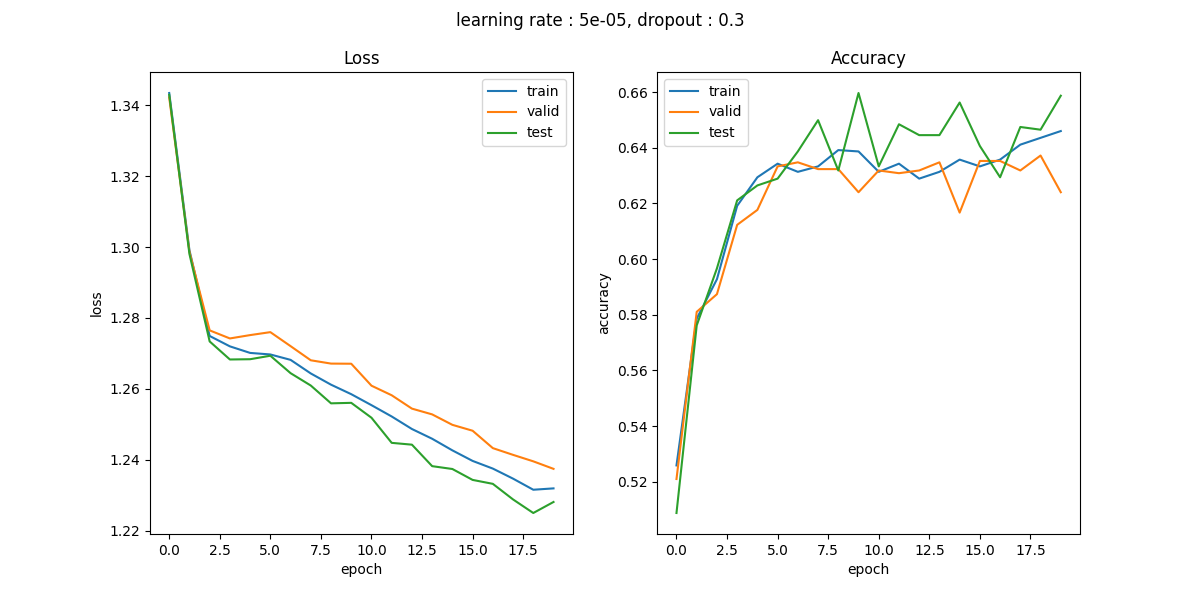 learning rate : 5e-05, dropout : 0.3
Loss
train
valid
test
1.34
1.32
1.30
1.28
1.26
1.24
1.22
loss
0.0 2.5 5.0 7.5 10.0 12.5 15.0 17.5
epoch
Accuracy
train
valid
test
0.66
0.64
0.62
0.60
0.58
0.56
0.54
0.52
accuracy
0.0 2.5 5.0 7.5 10.0 12.5 15.0 17.5
epoch